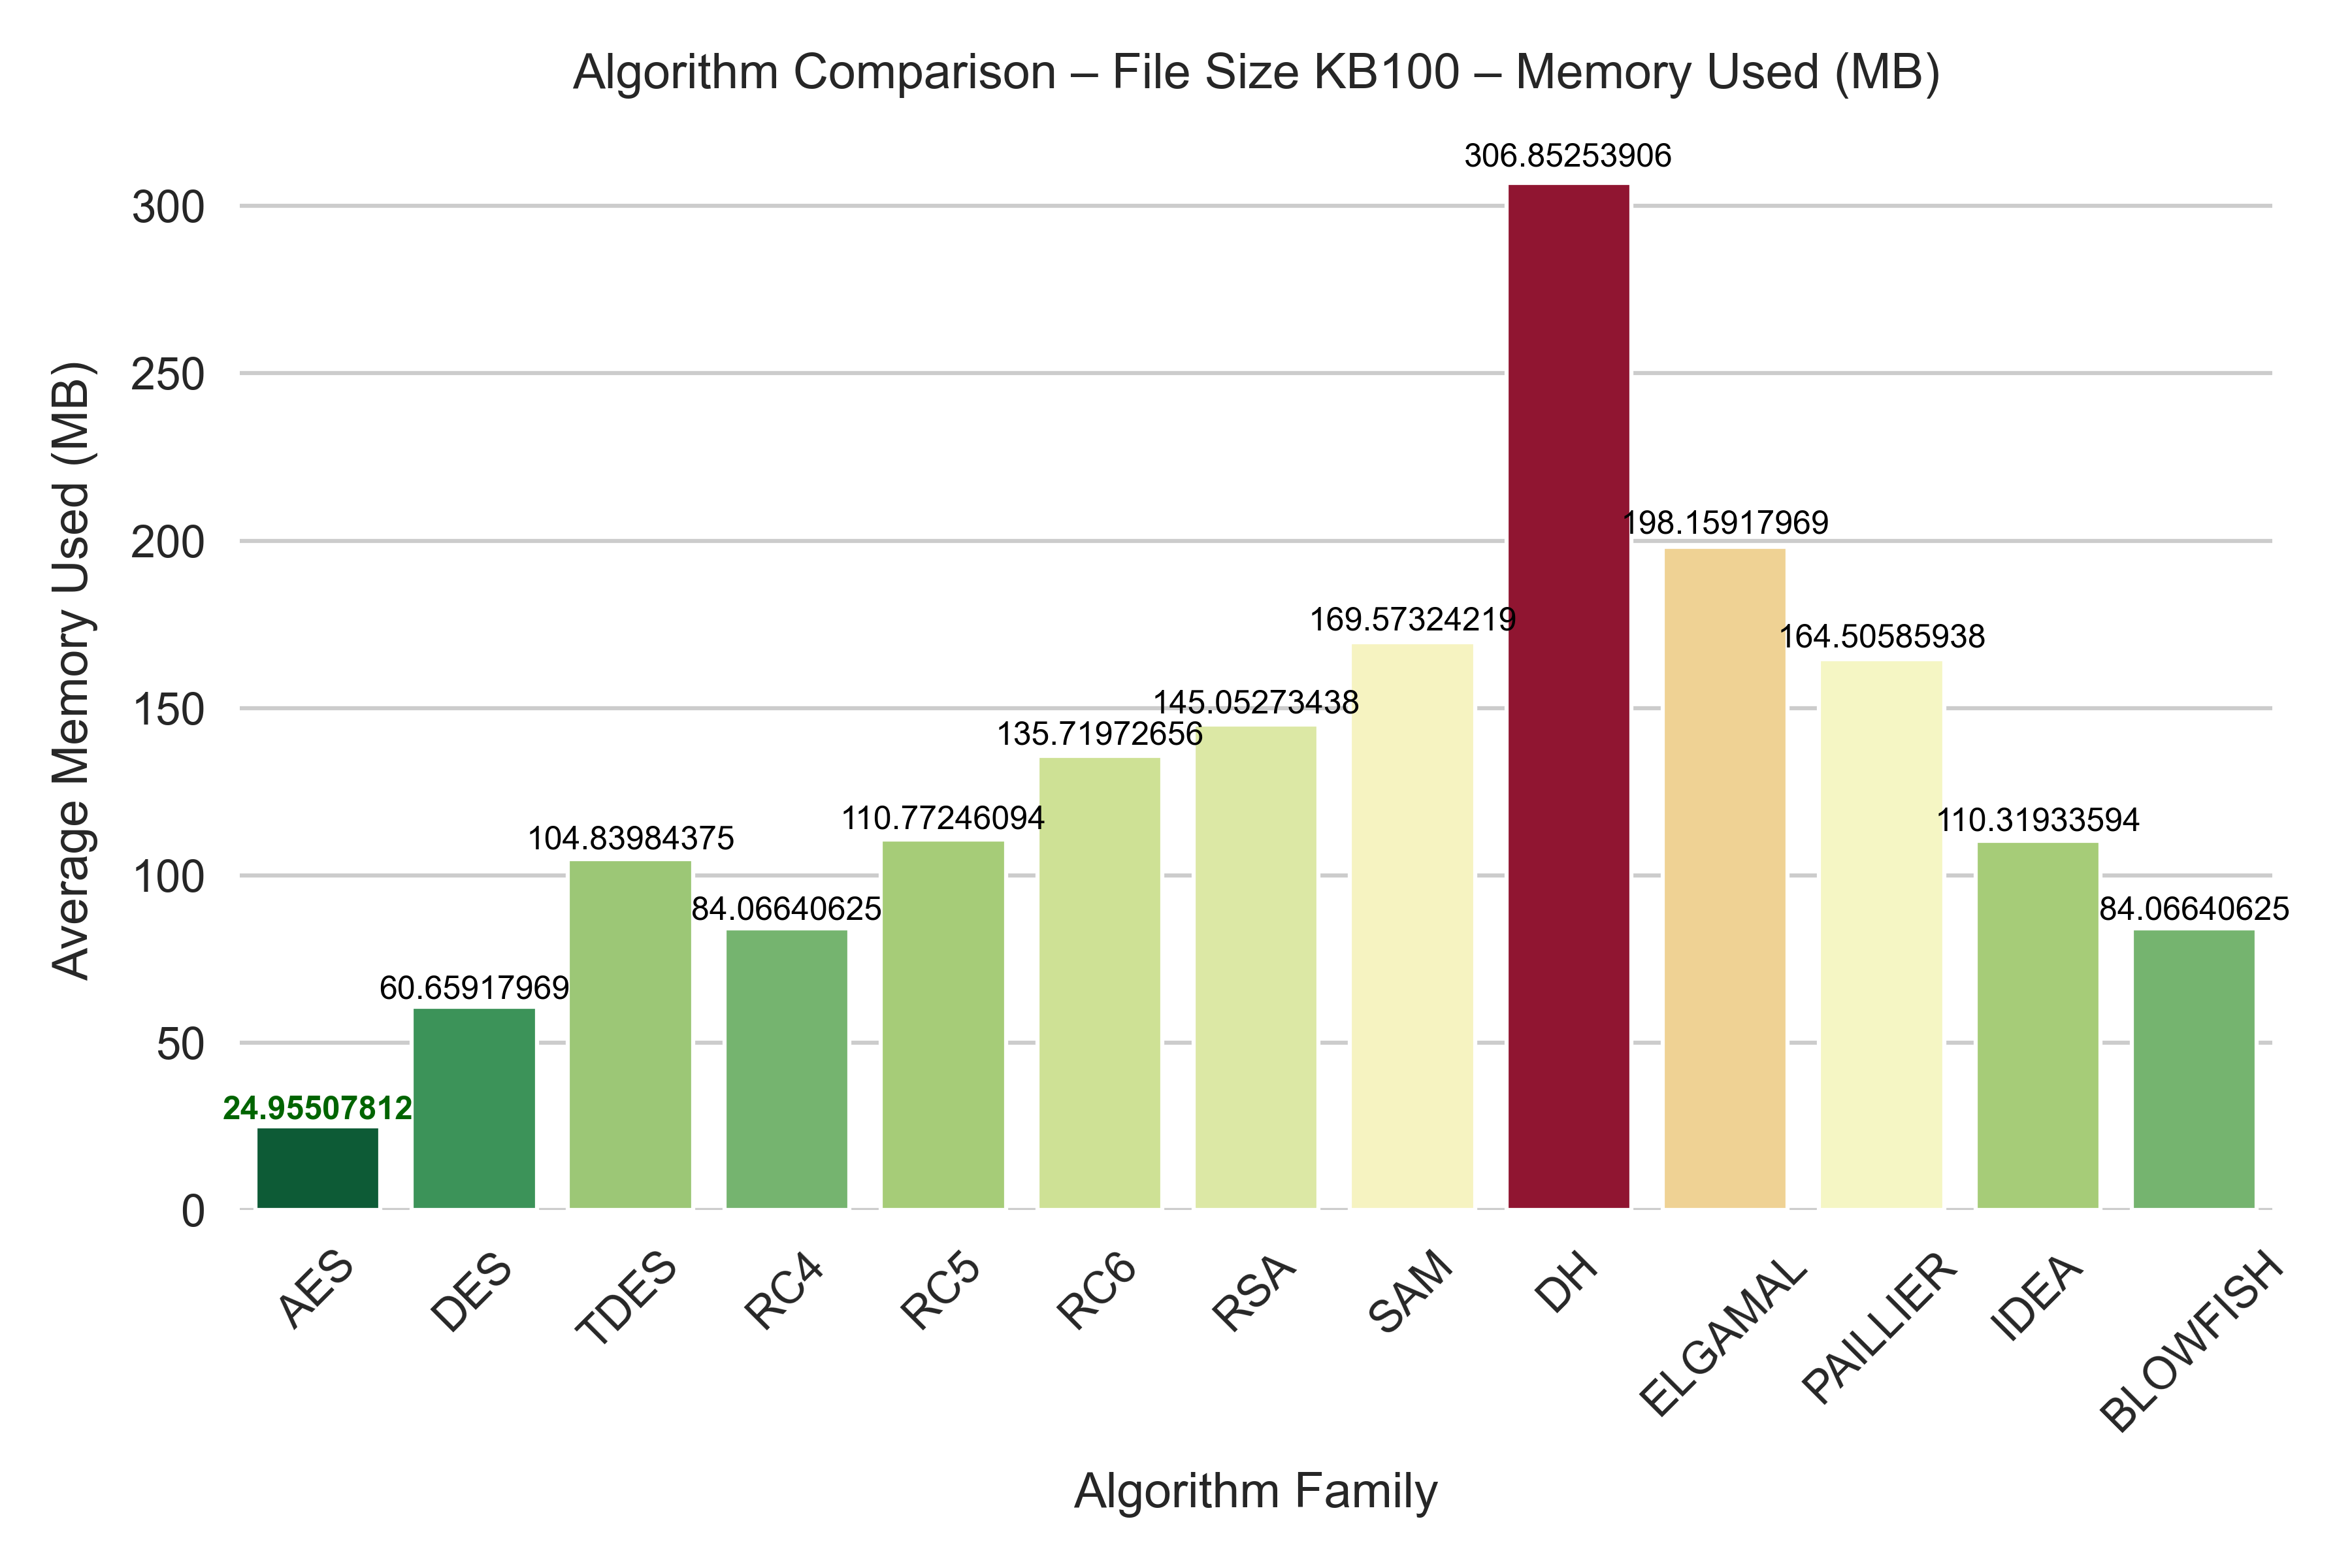 Algorithm Comparison – File Size KB100 – Memory Used (MB)
Average Memory Used (MB)
300
250
200
150
100
50
0
24.95507812
60.65917969
104.83984375
84.06640625
110.77246094
135.71972656
145.05273438
169.57324219
306.85253906
198.15917969
164.50585938
110.31933594
84.06640625
AES
DES
TDES
RC4
RC5
RC6
RSA
SAM
DH
ELGAMAL
PAILLIER
IDEA
BLOWFISH
Algorithm Family